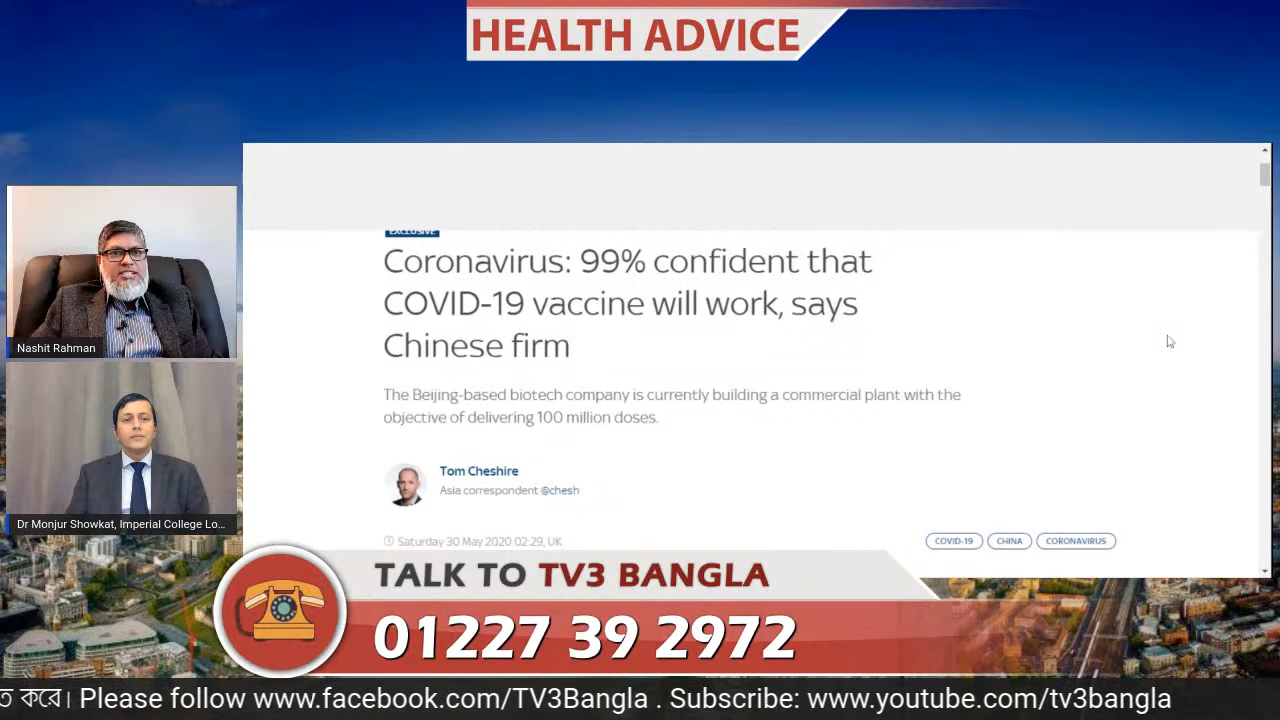 HEALTH ADVICE
EXCLUSIVE
Coronavirus: 99% confident that
COVID-19 vaccine will work, says
Chinese firm
The Beijing-based biotech company is currently building a commercial plant with the
objective of delivering 100 million doses.
Tom Cheshire
Asia correspondent @chesh
Saturday 30 May 2020 02:29, UK
COVID-19
CHINA
CORONAVIRUS
Nashit Rahman
Dr Monjur Showkat, Imperial College Lo...
TALK TO TV3 BANGLA
01227 39 2972
করে। Please follow www.facebook.com/TV3Bangla . Subscribe: www.youtube.com/tv3bangla